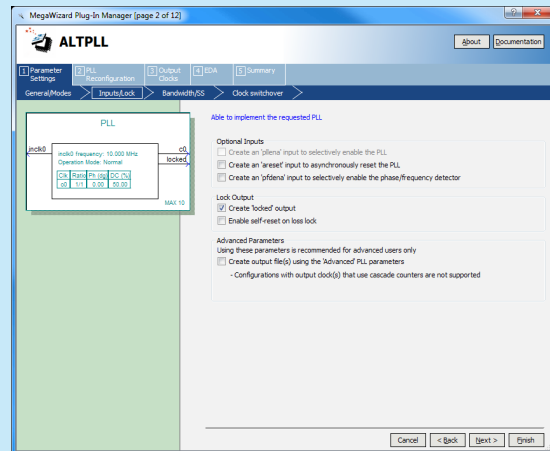 MegaWizard Plug-In Manager [page 2 of 12]
ALTPLL
About
Documentation
1 Parameter Settings
2 PLL Reconfiguration
3 Output Clocks
4 EDA
5 Summary
General/Modes
Inputs/Lock
Bandwidth/SS
Clock switchover
PLL
inclk0
inclk0 frequency: 10.000 MHz
Operation Mode: Normal
Clk Ratio Ph (dg) DC (%)
c0 1/1 0.00 50.00
c0
locked
MAX 10
Able to implement the requested PLL
Optional Inputs
Create an 'pllena' input to selectively enable the PLL
Create an 'areset' input to asynchronously reset the PLL
Create an 'pfdena' input to selectively enable the phase/frequency detector
Lock Output
Create 'locked' output
Enable self-reset on loss lock
Advanced Parameters
Using these parameters is recommended for advanced users only
Create output file(s) using the 'Advanced' PLL parameters
- Configurations with output clock(s) that use cascade counters are not supported
Cancel
< Back
Next >
Finish